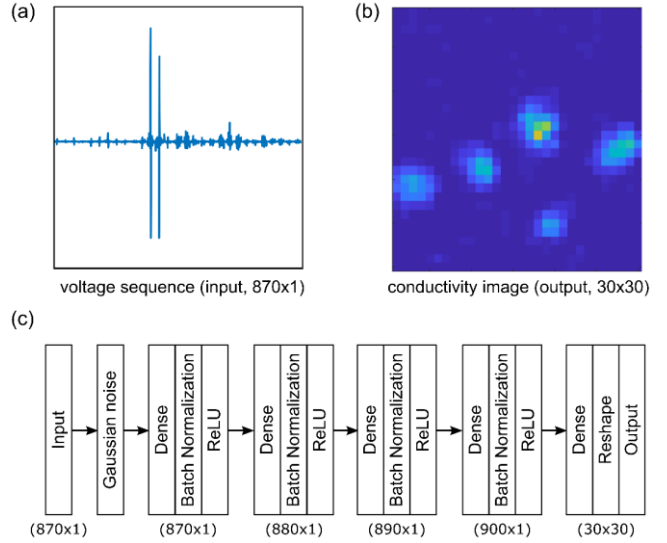 (a)
(b)
voltage sequence (input, 870x1)
conductivity image (output, 30x30)
(c)
Input
Gaussian noise
Dense
Batch Normalization
ReLU
Dense
Batch Normalization
ReLU
Dense
Batch Normalization
ReLU
Dense
Batch Normalization
ReLU
Dense
Reshape
Output
(870x1)
(870x1)
(880x1)
(890x1)
(900x1)
(30x30)